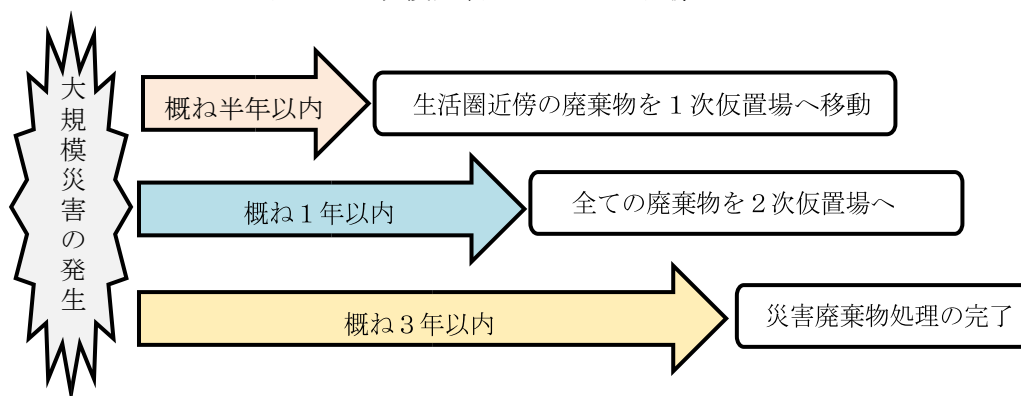 大規模災害の発生
概ね半年以内
生活圏近傍の廃棄物を１次仮置場へ移動
概ね１年以内
全ての廃棄物を２次仮置場へ
概ね３年以内
災害廃棄物処理の完了